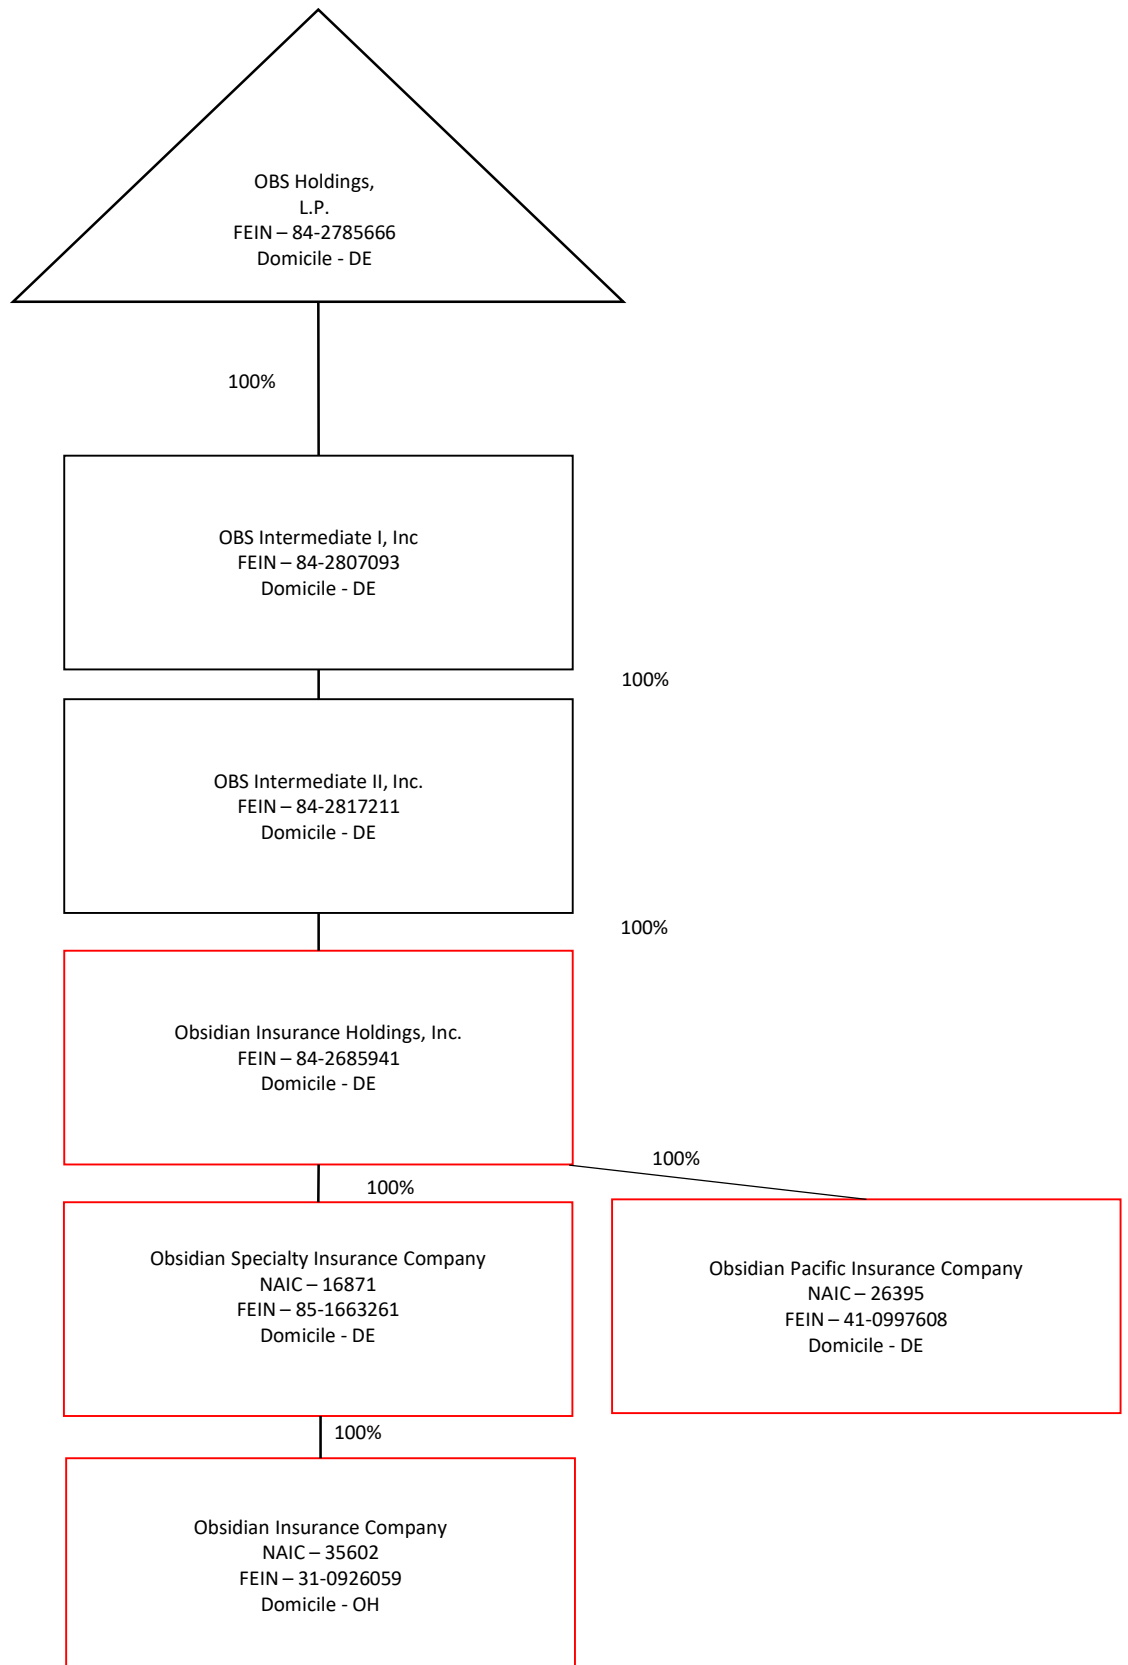 OBS Holdings,
L.P.
FEIN – 84-2785666
Domicile - DE
100%
OBS Intermediate I, Inc
FEIN – 84-2807093
Domicile - DE
100%
OBS Intermediate II, Inc.
FEIN – 84-2817211
Domicile - DE
100%
Obsidian Insurance Holdings, Inc.
FEIN – 84-2685941
Domicile - DE
100%
100%
Obsidian Specialty Insurance Company
NAIC – 16871
FEIN – 85-1663261
Domicile - DE
Obsidian Pacific Insurance Company
NAIC – 26395
FEIN – 41-0997608
Domicile - DE
100%
Obsidian Insurance Company
NAIC – 35602
FEIN – 31-0926059
Domicile - OH